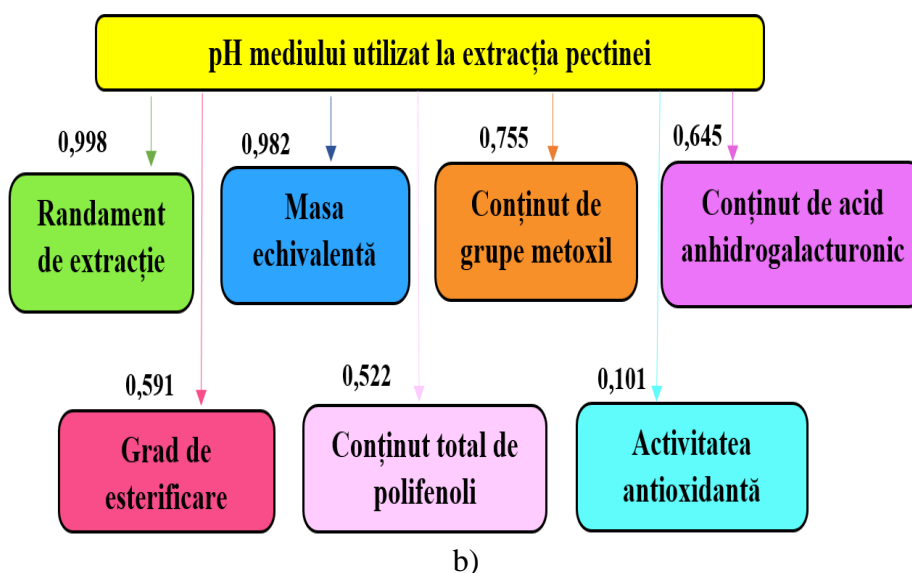 pH mediului utilizat la extracția pectinei
0,998
0,982
0,755
0,645
Randament
de extracție
Masa
echivalentă
Conținut de
grupe metoxil
Conținut de acid
anhidrogalacturonic
0,591
0,522
0,101
Grad de
esterificare
Conținut total de
polifenoli
Activitatea
antioxidantă
b)